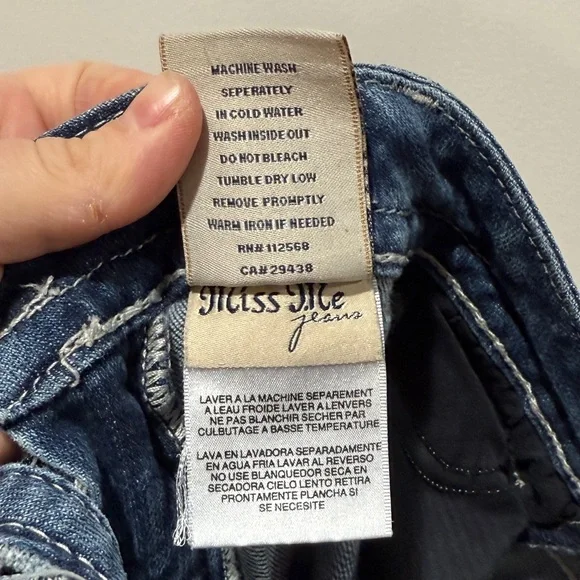 MACHINE WASH
SEPERATELY
IN COLD WATER
WASH INSIDE OUT
DO NOT BLEACH
TUMBLE DRY LOW
REMOVE PROMPTLY
WARM IRON IF NEEDED
RN# 112568
CA# 29438
Miss Me
jeans
LAVER A LA MACHINE SEPAREMENT
A LEAU FROIDE LAVER A LENVERS
NE PAS BLANCHIR SECHER PAR
CULBUTAGE A BASSE TEMPERATURE
LAVA EN LAVADORA SEPARADAMENTE
EN AGUA FRIA LAVAR AL REVERSO
NO USE BLANQUEDOR SECA EN
SECADORA CIELO LENTO RETIRA
PRONTAMENTE PLANCHA SI
SE NECESITE